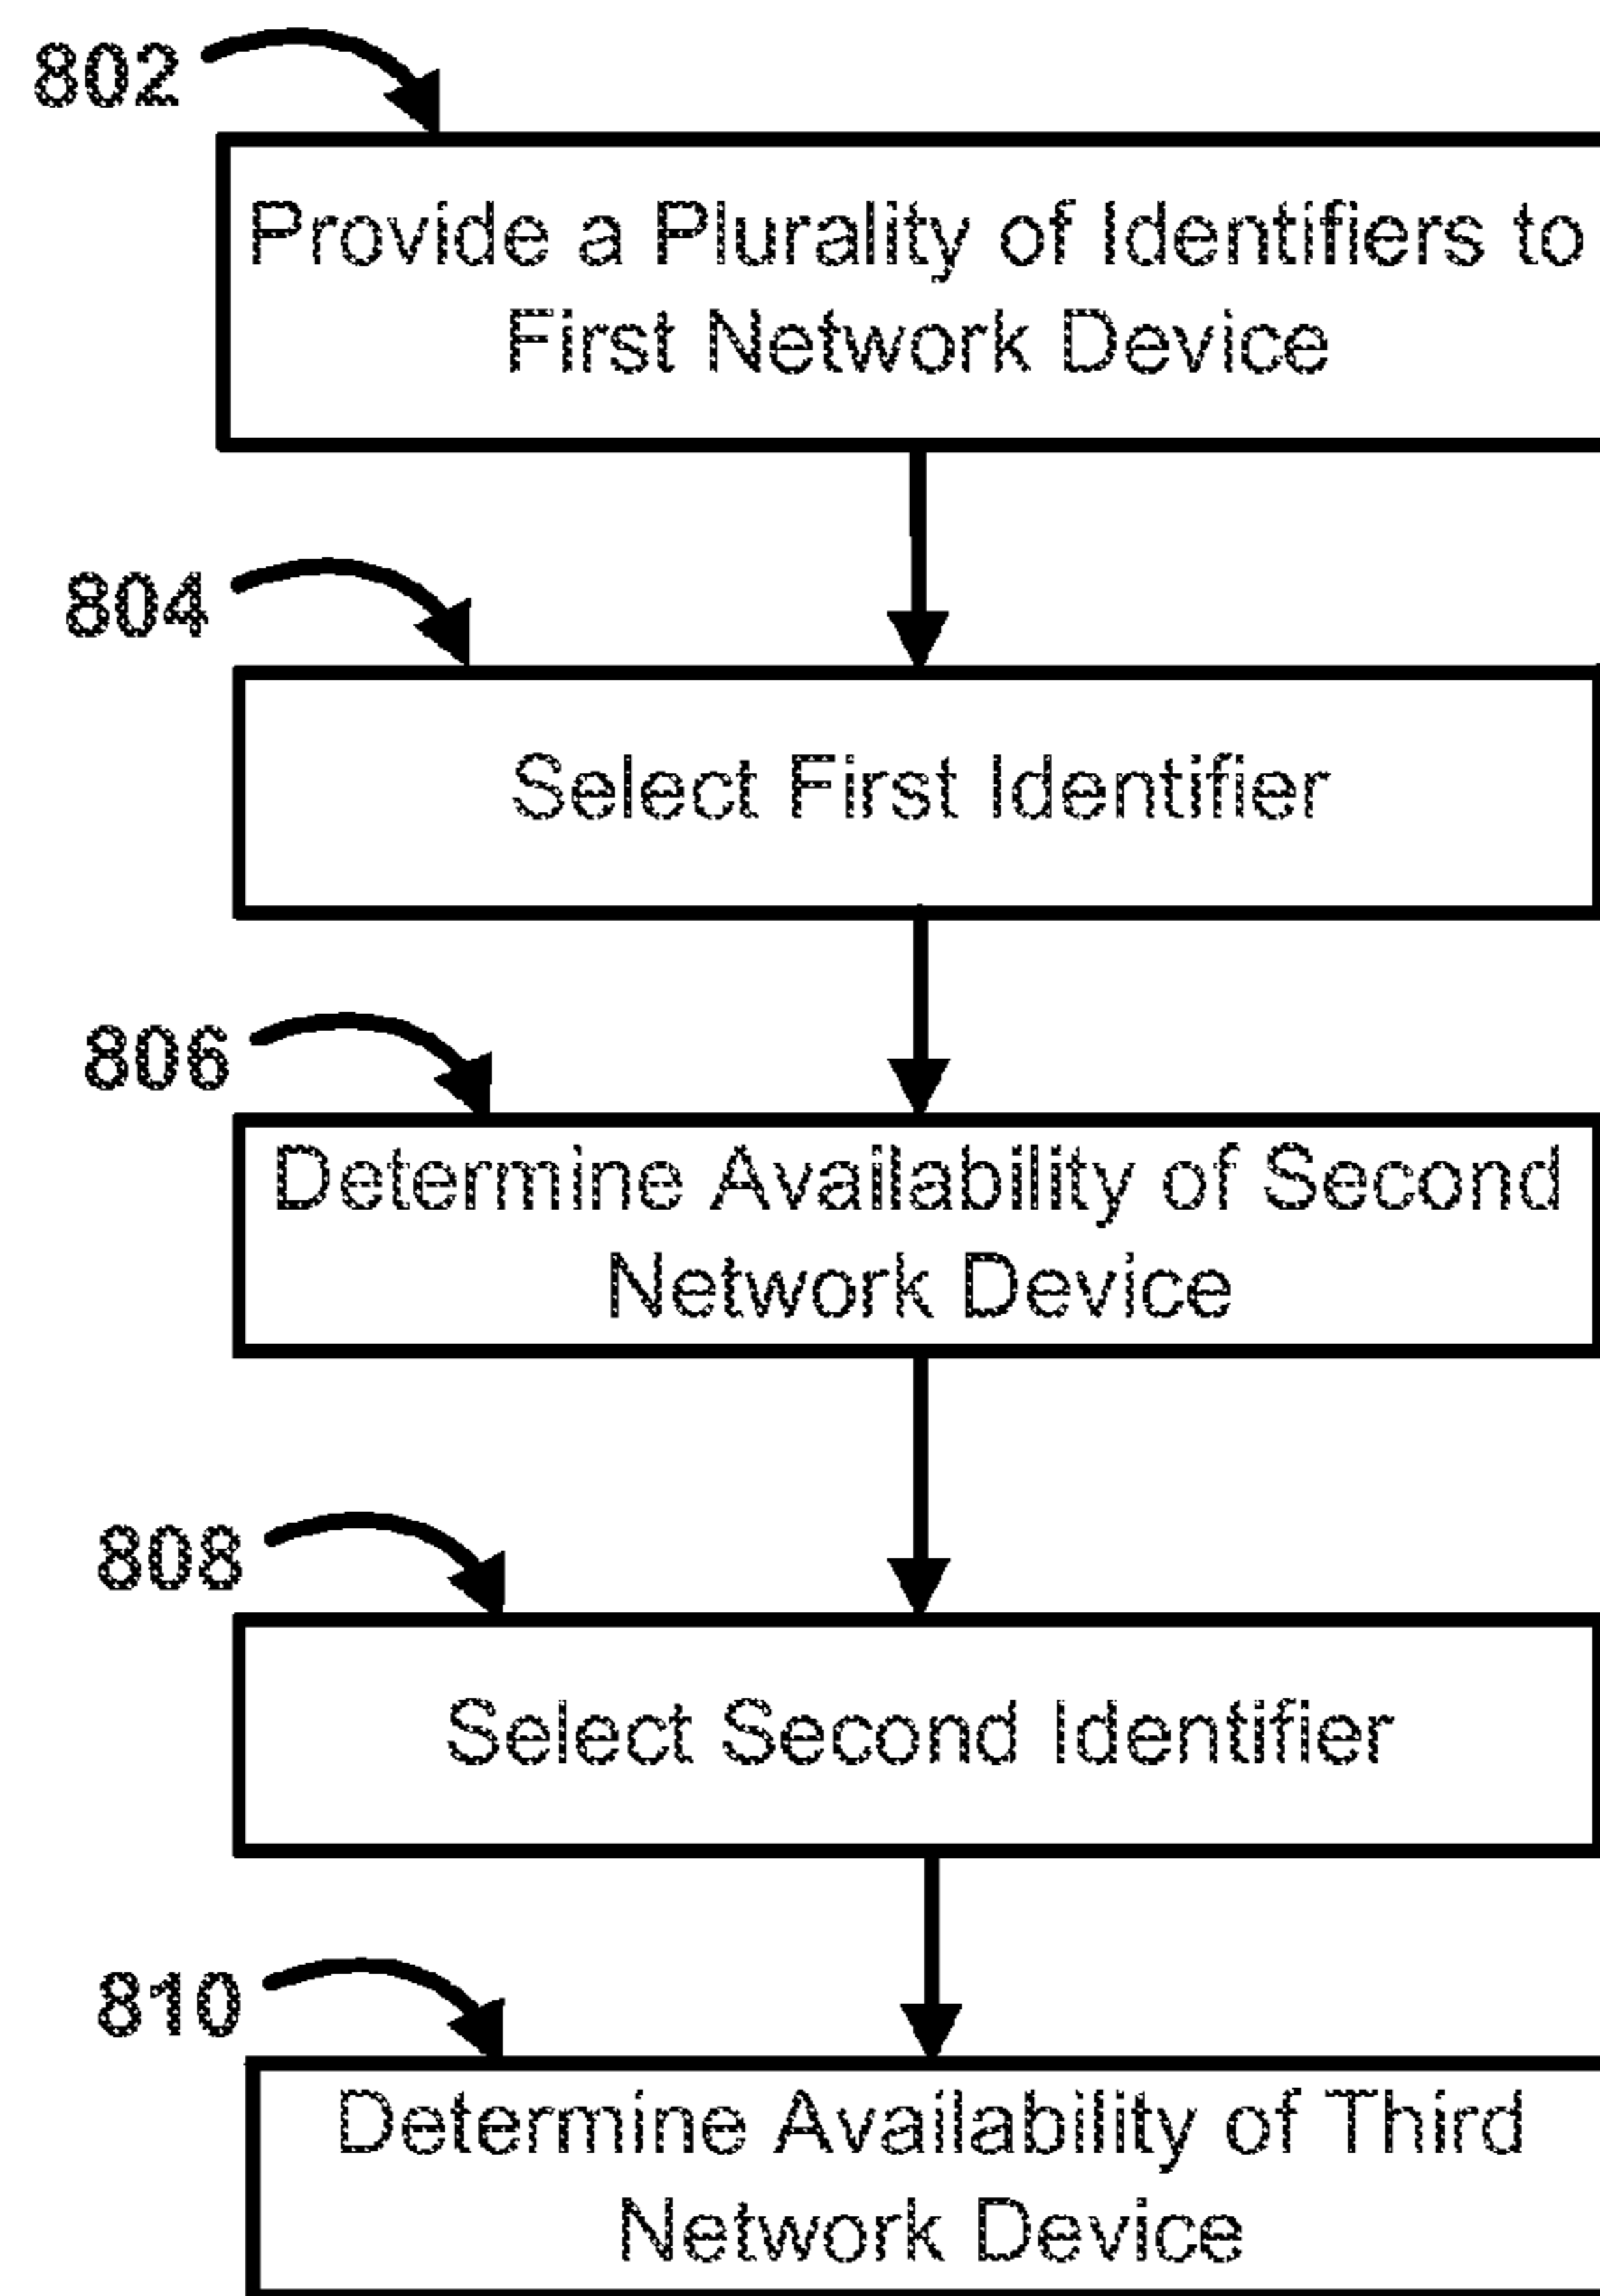 802
Provide a Plurality of Identifiers to
First Network Device
804
Select First Identifier
806
Determine Availability of Second
Network Device
808
Select Second Identifier
810
Determine Availability of Third
Network Device